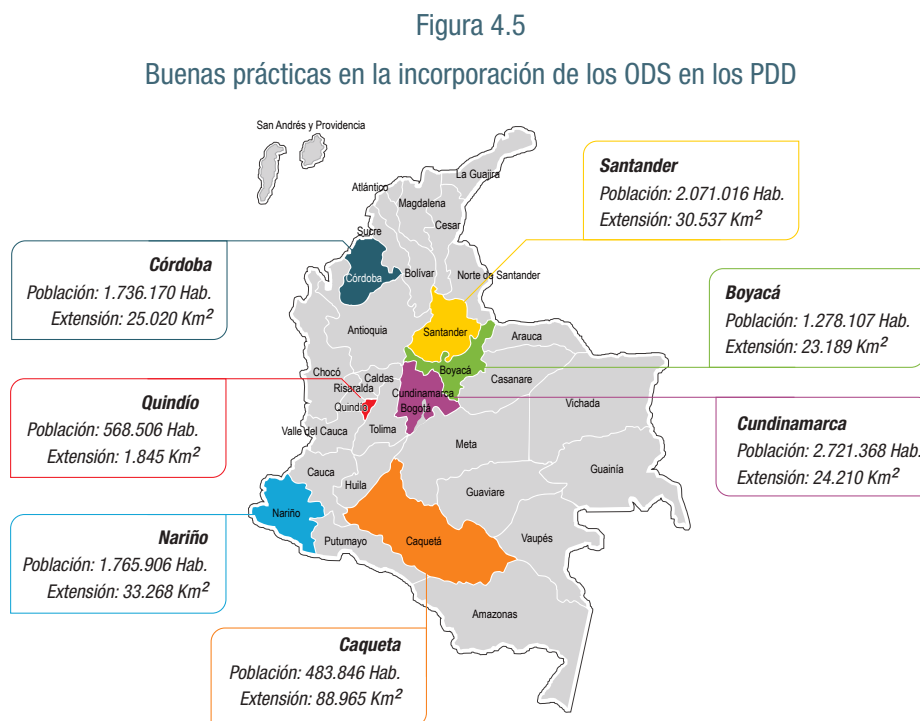 Figura 4.5
Buenas prácticas en la incorporación de los ODS en los PDD
San Andrés y Providencia
La Guajira
Atlántico
Magdalena
Cesar
Sucre
Córdoba
Bolívar
Norte de Santander
Antioquia
Santander
Arauca
Boyacá
Chocó
Caldas
Casanare
Risaralda
Cundinamarca
Quindío
Bogotá
Vichada
Valle del Cauca
Tolima
Meta
Cauca
Huila
Guainía
Guaviare
Nariño
Putumayo
Caquetá
Vaupés
Amazonas
Santander
Población: 2.071.016 Hab.
Extensión: 30.537 Km²
Córdoba
Población: 1.736.170 Hab.
Extensión: 25.020 Km²
Boyacá
Población: 1.278.107 Hab.
Extensión: 23.189 Km²
Quindío
Población: 568.506 Hab.
Extensión: 1.845 Km²
Cundinamarca
Población: 2.721.368 Hab.
Extensión: 24.210 Km²
Nariño
Población: 1.765.906 Hab.
Extensión: 33.268 Km²
Caqueta
Población: 483.846 Hab.
Extensión: 88.965 Km²